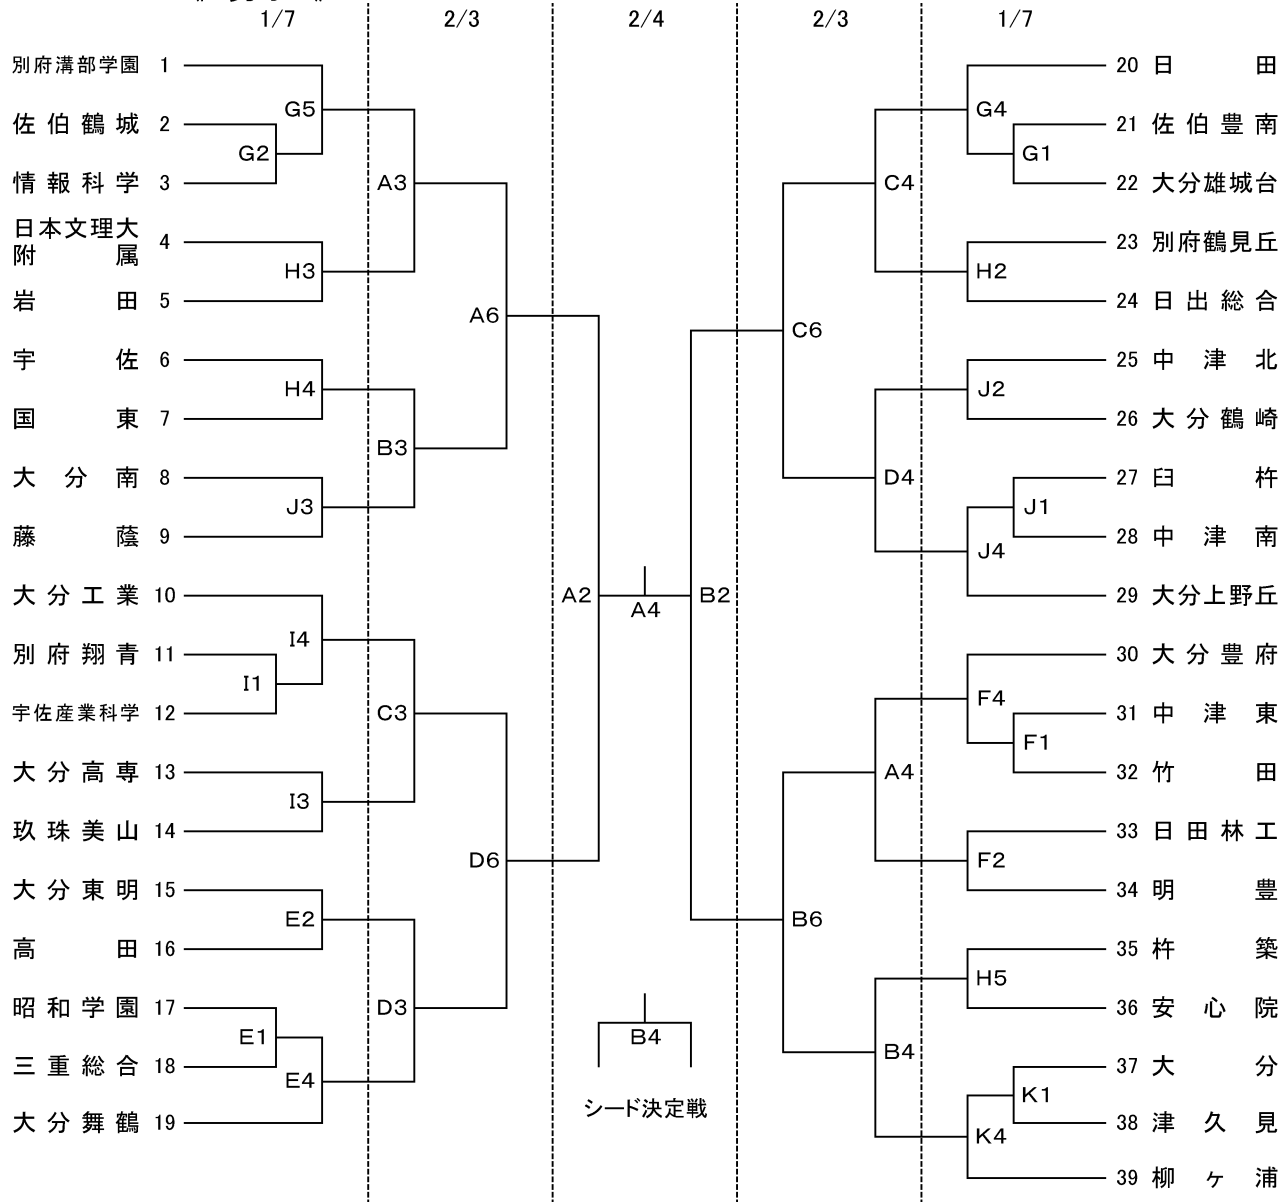 1/7 2/3 2/4 2/3 1/7
別府溝部学園 1
佐伯鶴城 2
情報科学 3
日本文理大
附属 4
岩田 5
宇佐 6
国東 7
大分南 8
藤蔭 9
大分工業 10
別府翔青 11
宇佐産業科学 12
大分高専 13
玖珠美山 14
大分東明 15
高田 16
昭和学園 17
三重総合 18
大分舞鶴 19
G5
G2
H3
H4
J3
I4
I1
I3
E2
E1
E4
A3
B3
C3
D3
A6
D6
A2
A4
B2
B4
シード決定戦
C6
B6
C4
D4
A4
B4
G4
G1
H2
J2
J1
J4
F4
F1
F2
H5
K1
K4
20 日田
21 佐伯豊南
22 大分雄城台
23 別府鶴見丘
24 日出総合
25 中津北
26 大分鶴崎
27 臼杵
28 中津南
29 大分上野丘
30 大分豊府
31 中津東
32 竹田
33 日田林工
34 明豊
35 杵築
36 安心院
37 大分
38 津久見
39 柳ヶ浦